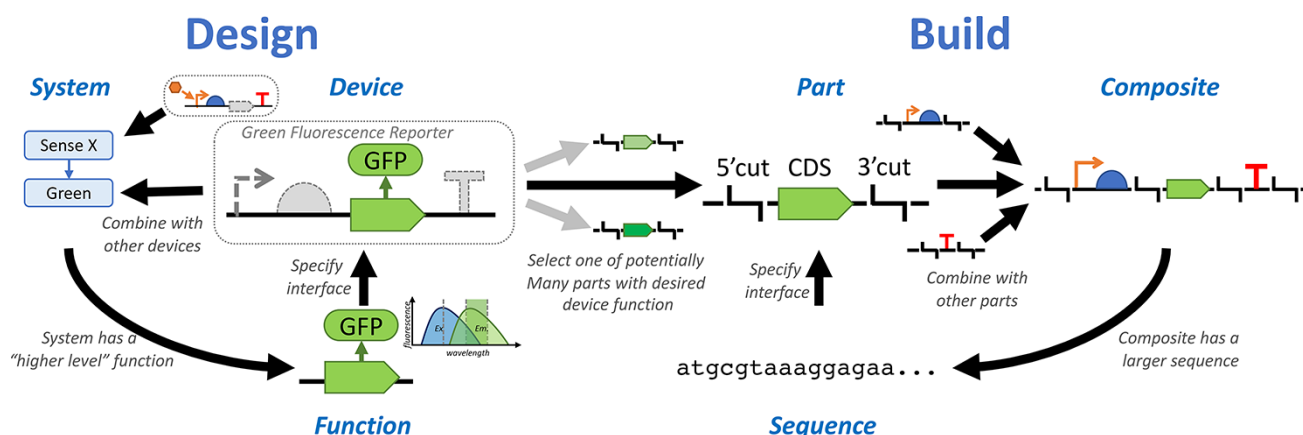 Design
Build
System
Device
Part
Composite
Green Fluorescence Reporter
Sense X
Green
GFP
5'cut
CDS
3'cut
Combine with
other devices
Specify
interface
Select one of potentially
Many parts with desired
device function
Specify
interface
Combine with
other parts
System has a
“higher level” function
GFP
fluorescence
Ex.
Em.
wavelength
atgcgtaaaggagaa...
Composite has a
larger sequence
Function
Sequence